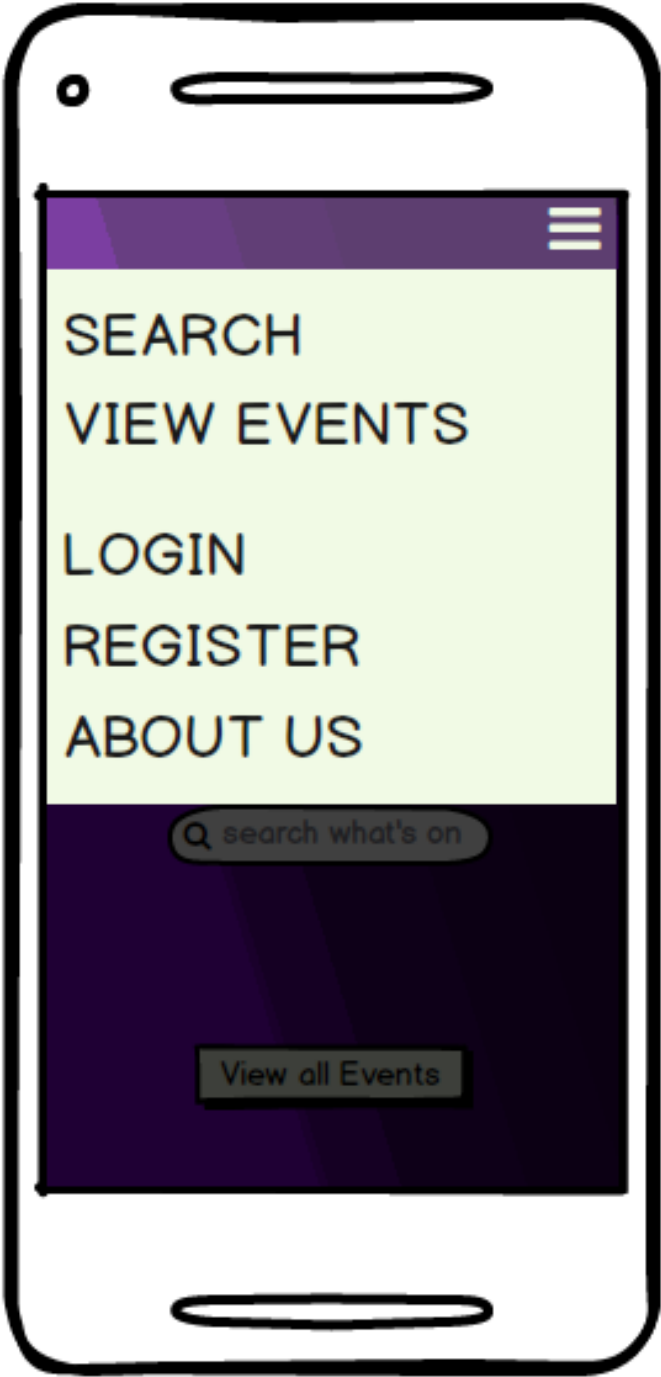 SEARCH
VIEW EVENTS
LOGIN
REGISTER
ABOUT US
search what's on
View all Events